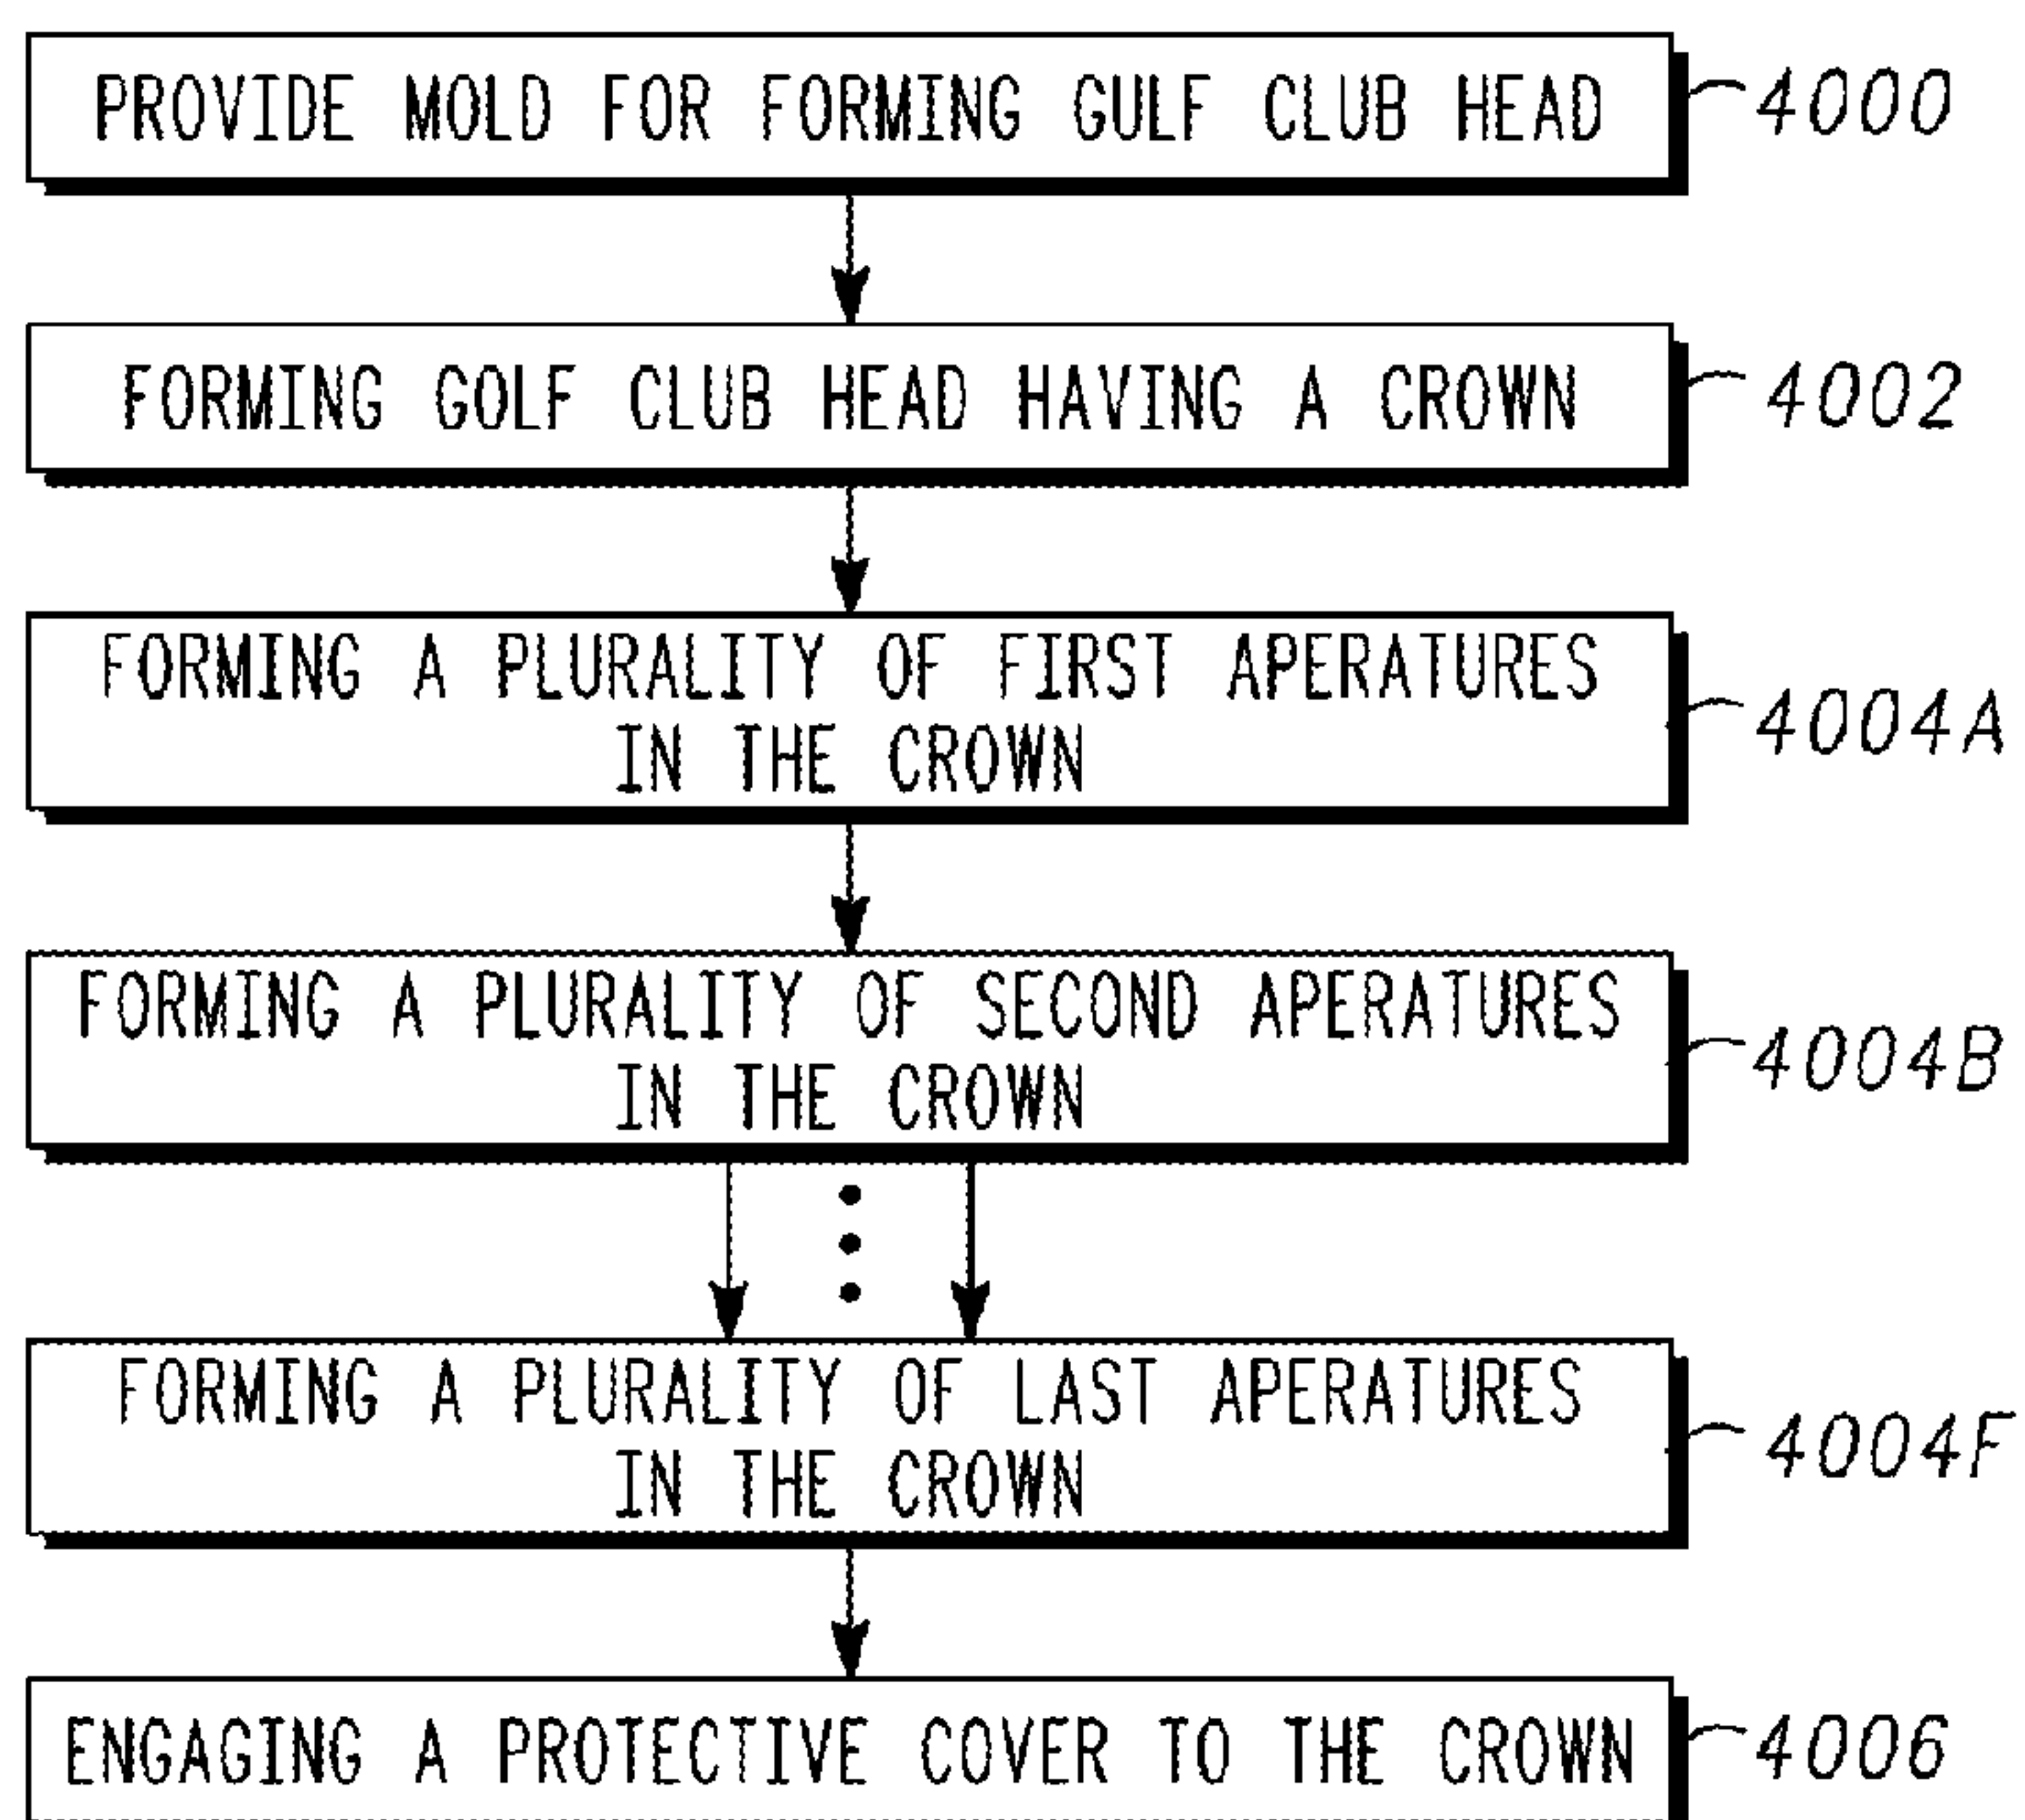 PROVIDE MOLD FOR FORMING GULF CLUB HEAD 4000
FORMING GOLF CLUB HEAD HAVING A CROWN 4002
FORMING A PLURALITY OF FIRST APERATURES
IN THE CROWN 4004A
FORMING A PLURALITY OF SECOND APERATURES
IN THE CROWN 4004B
FORMING A PLURALITY OF LAST APERATURES
IN THE CROWN 4004F
ENGAGING A PROTECTIVE COVER TO THE CROWN 4006